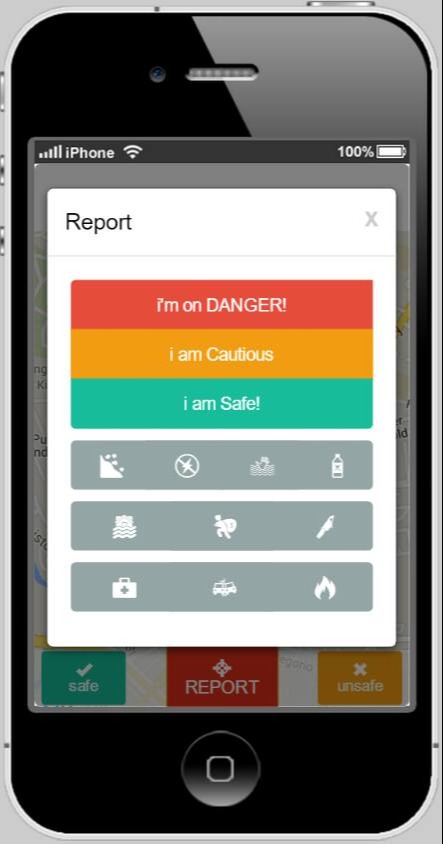 iPhone
100%
Report
X
i'm on DANGER!
i am Cautious
i am Safe!
safe
REPORT
unsafe